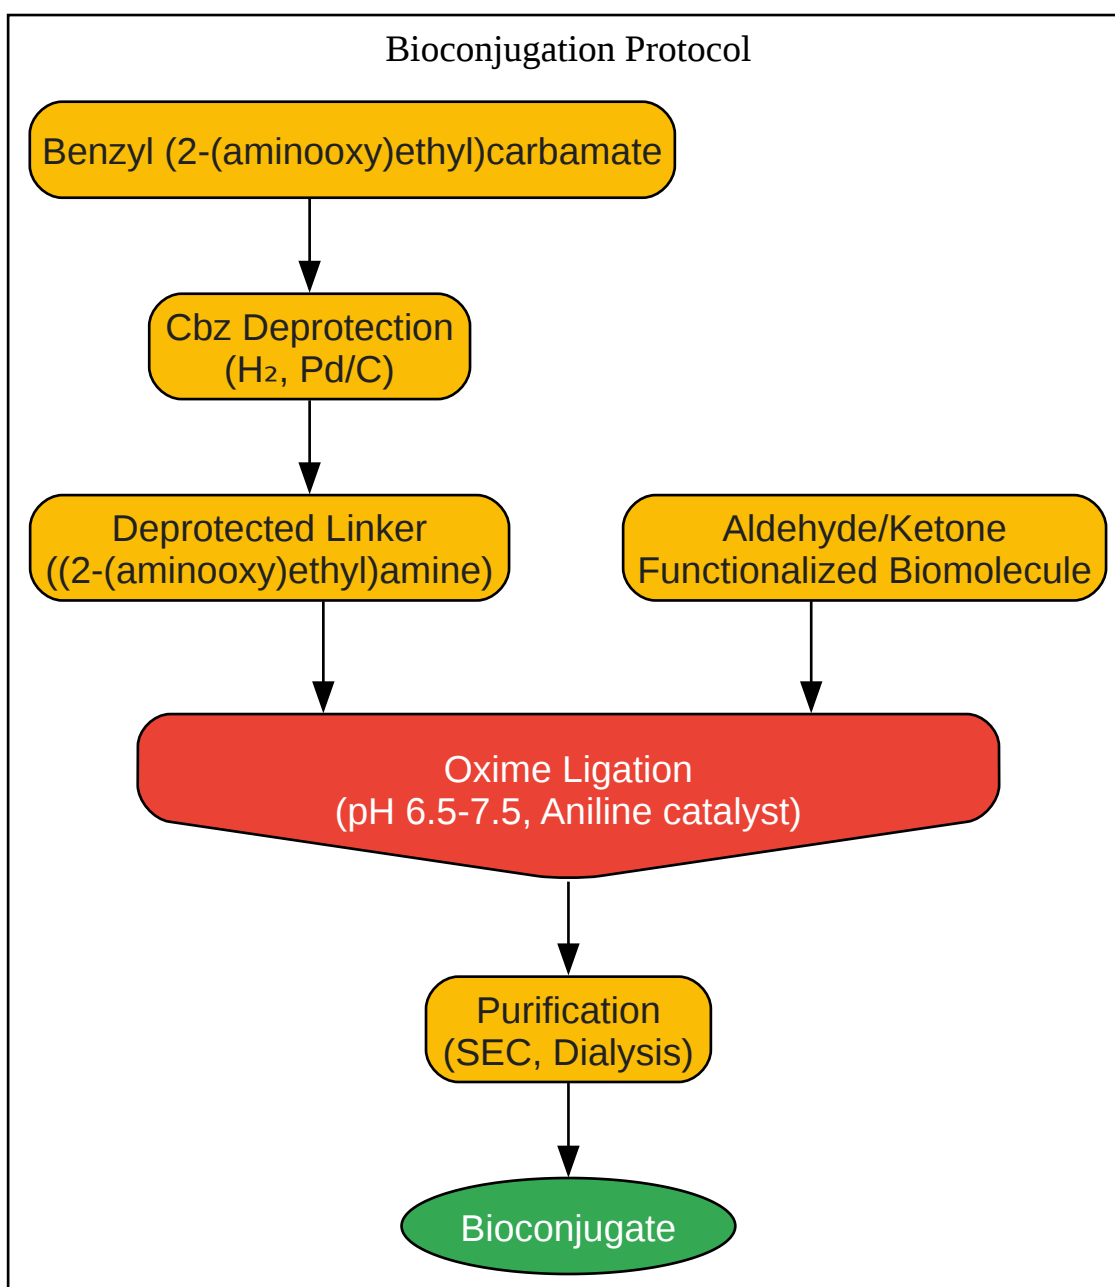 Bioconjugation Protocol
Benzyl (2-(aminooxy)ethyl)carbamate
Cbz Deprotection
(H₂, Pd/C)
Deprotected Linker
((2-(aminooxy)ethyl)amine)
Aldehyde/Ketone
Functionalized Biomolecule
Oxime Ligation
(pH 6.5-7.5, Aniline catalyst)
Purification
(SEC, Dialysis)
Bioconjugate